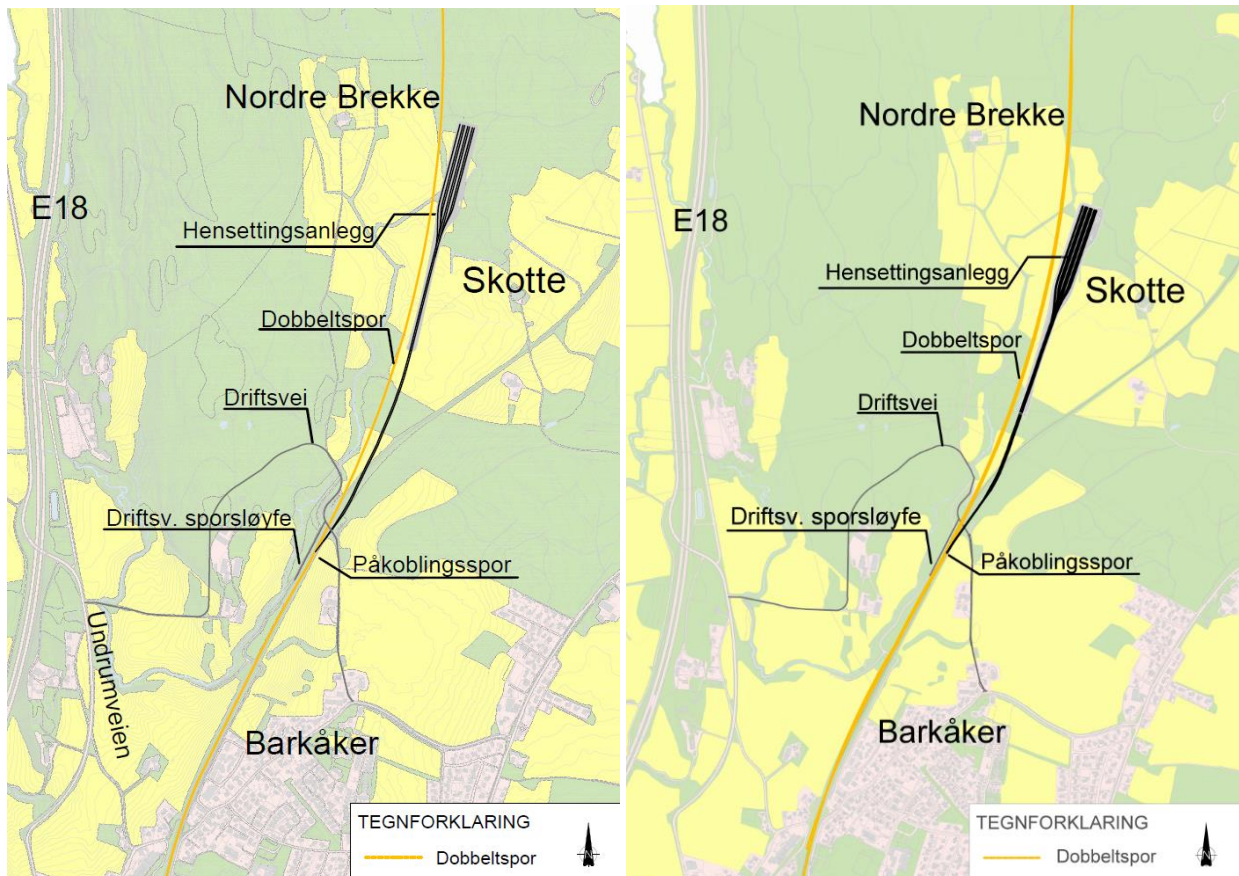 Nordre Brekke
E18
Hensettingsanlegg
Skotte
Dobbeltspor
Driftsvei
Driftsv. sporsløyfe
Påkoblingsspor
Undrumveien
Barkåker
TEGNFORKLARING
Dobbeltspor
N
Nordre Brekke
E18
Hensettingsanlegg
Skotte
Dobbeltspor
Driftsvei
Driftsv. sporsløyfe
Påkoblingsspor
Barkåker
TEGNFORKLARING
Dobbeltspor
N